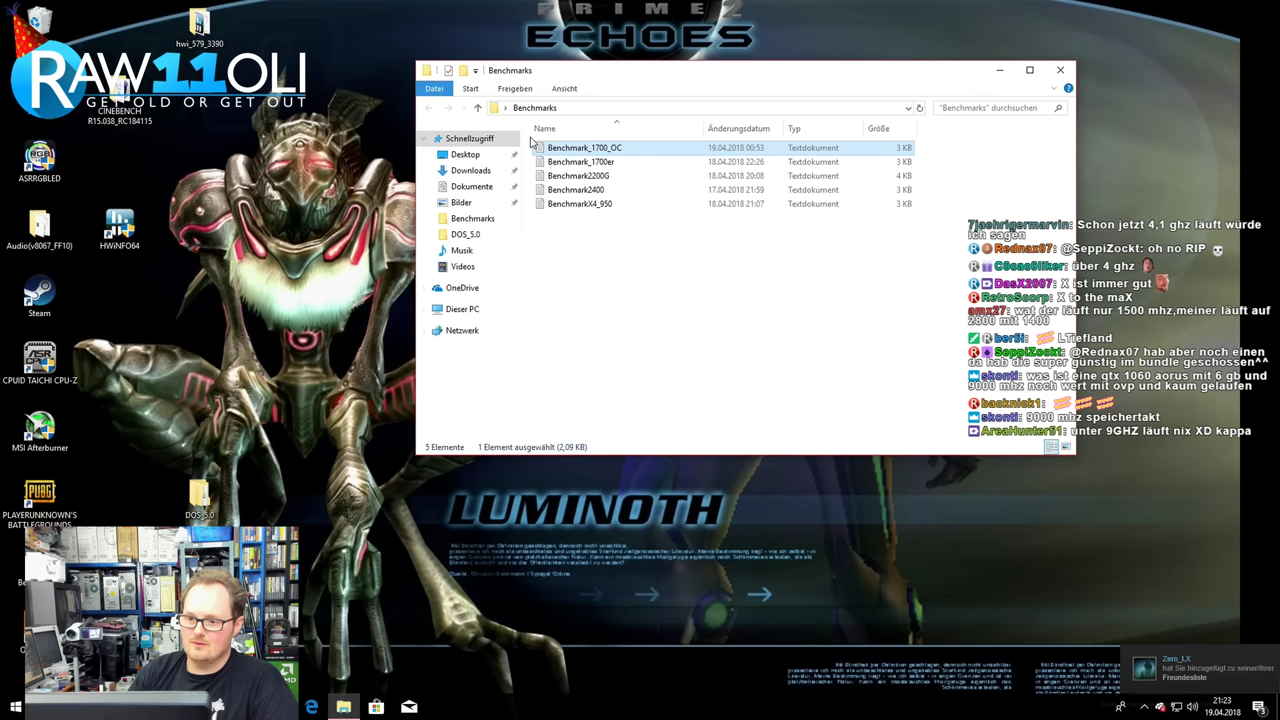 PRIME 2
ECHOES
hwi_579_3390
RAW11OLI
GET OLD OR GET OUT
CINEBENCH
R15.038_RC184115
ASRRGBLED
Audio(v8067_FF10)
HWiNFO64
Steam
CPUID TAICHI CPU-Z
MSI Afterburner
PLAYERUNKNOWN'S
BATTLEGROUNDS
DOS_5.0
Benchmarks
Datei Start Freigeben Ansicht
Benchmarks
"Benchmarks" durchsuchen
Name Änderungsdatum Typ Größe
Benchmark_1700_OC 19.04.2018 00:53 Textdokument 3 KB
Benchmark_1700er 18.04.2018 22:26 Textdokument 3 KB
Benchmark2200G 18.04.2018 20:08 Textdokument 4 KB
Benchmark2400 17.04.2018 21:59 Textdokument 3 KB
BenchmarkX4_950 18.04.2018 21:07 Textdokument 3 KB
Schnellzugriff
Desktop
Downloads
Dokumente
Bilder
Benchmarks
DOS_5.0
Musik
Videos
OneDrive
Dieser PC
Netzwerk
5 Elemente 1 Element ausgewählt (2,09 KB)
7jaehrigermarvin: Schon jetzt 4,1 ghz läuft würde
ich sagen
Rednax07: @SeppiZockt: oh no RIP
C0cac0liker: über 4 ghz
DasX2007: X ist immer gut
RetroScorp: X to the maX
amx27: wat der läuft nur 1500 mhz,meiner läuft auf
2800 mit 1400
ber5i: LTiefland
SeppiZockt: @Rednax07 hab aber noch einen
da hab die super günstig im bundle geschossen^^
skonti: was ist eine gtx 1060 aorus mit 6 gb und
9000 mhz noch wert mit ovp und kaum gelaufen
backnick1:
skonti: 9000 mhz speichertakt
AreaHunter51: unter 9GHZ läuft nix XD kappa
LUMINOTH
Zero_LX
hat Sie hinzugefügt zu seiner/ihrer
Freundesliste
21:23
19.04.2018
3